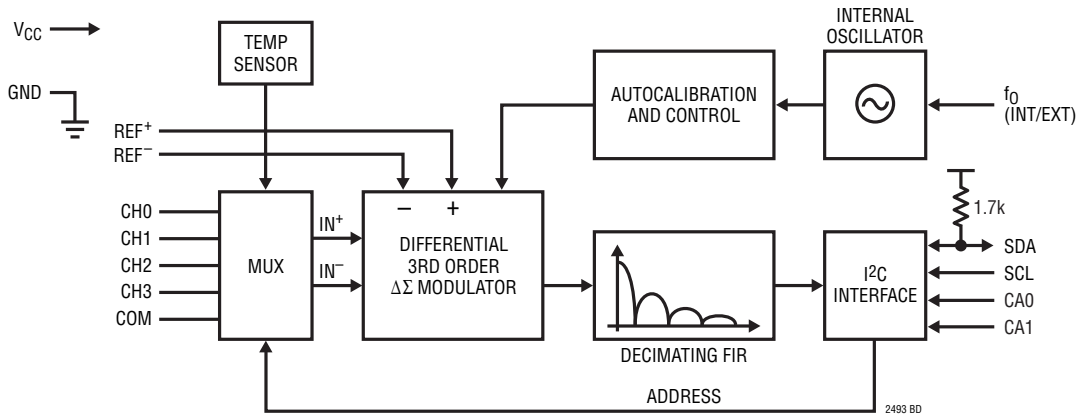 VCC
GND
TEMP
SENSOR
REF+
REF–
CH0
CH1
CH2
CH3
COM
MUX
IN+
IN–
– +
DIFFERENTIAL
3RD ORDER
ΔΣ MODULATOR
AUTOCALIBRATION
AND CONTROL
INTERNAL
OSCILLATOR
fO
(INT/EXT)
DECIMATING FIR
I2C
INTERFACE
1.7k
SDA
SCL
CA0
CA1
ADDRESS
2493 BD